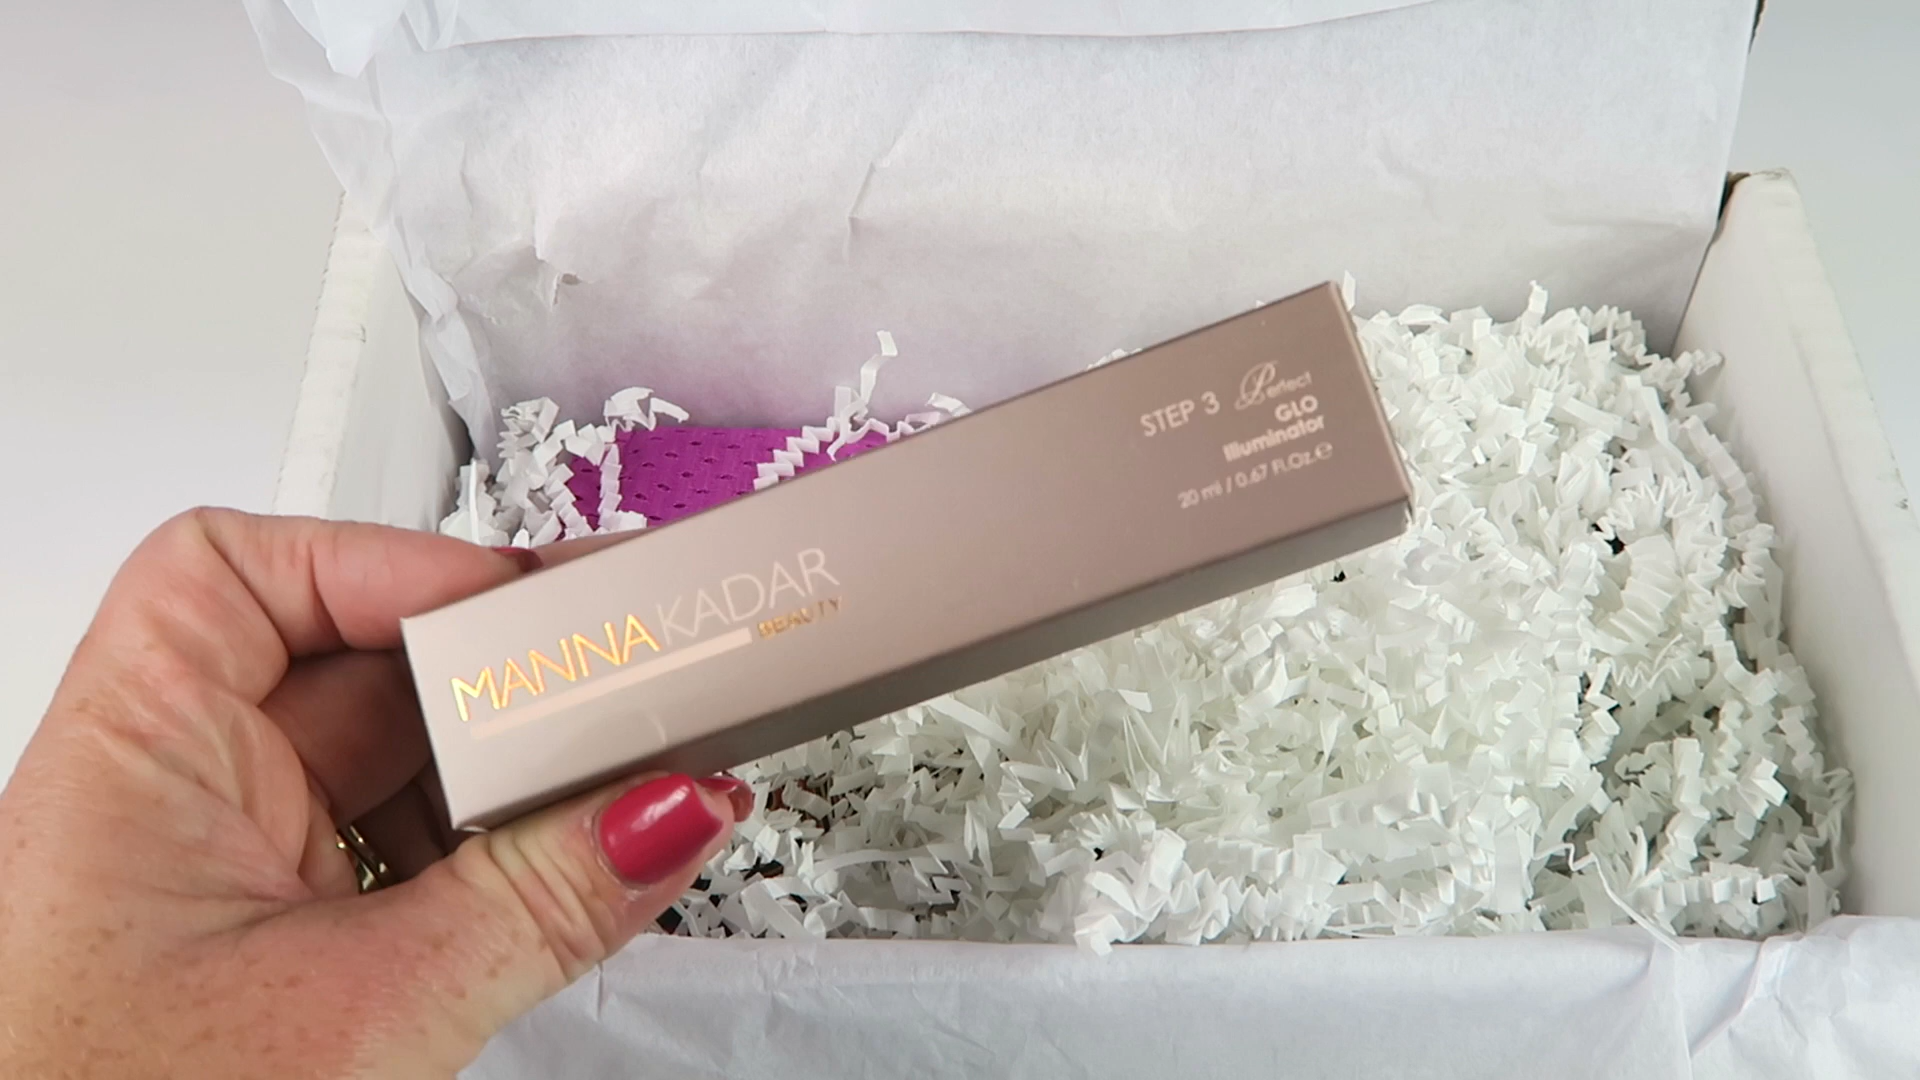 MANNA KADAR
BEAUTY
STEP 3 Perfect
GLO
Illuminator
20 ml / 0.67 Fl.Oz.℮